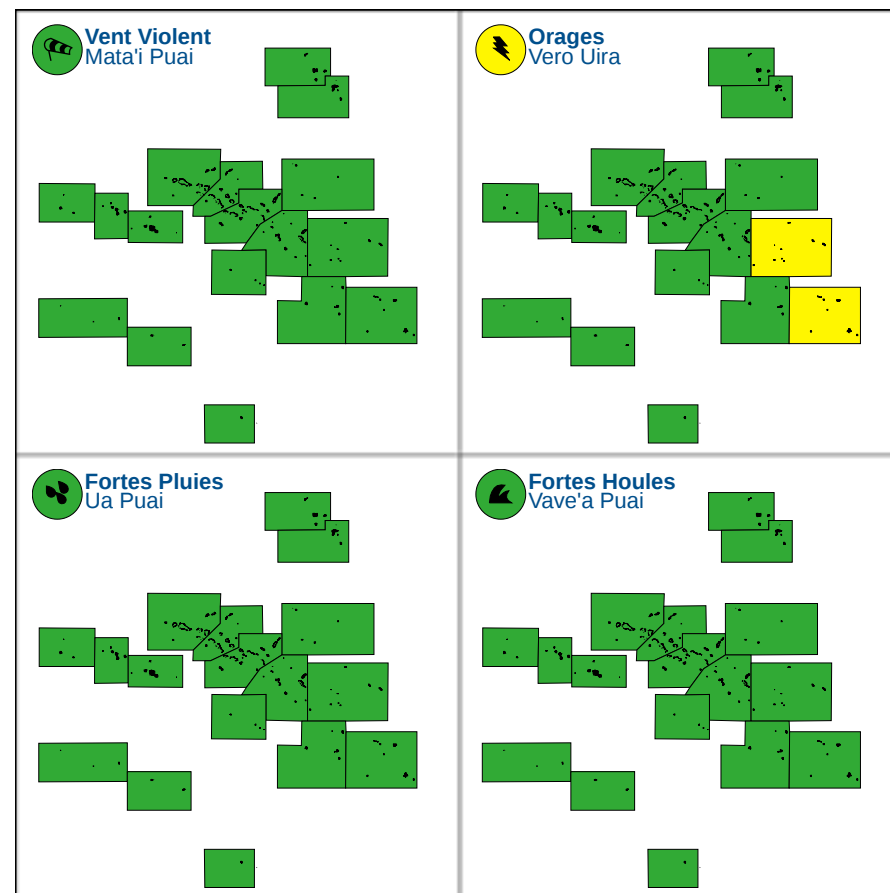 Vent Violent
Mata'i Puai
Orages
Vero Uira
Fortes Pluies
Ua Puai
Fortes Houles
Vave'a Puai